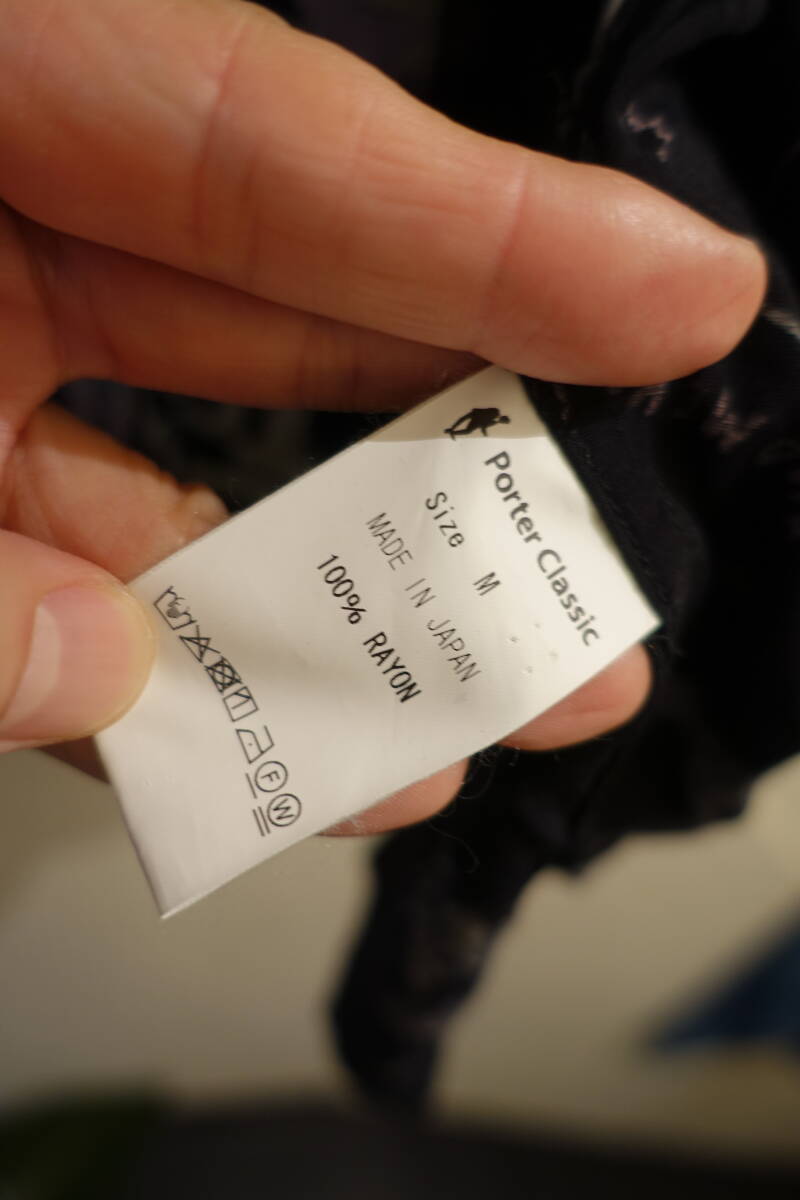 Porter Classic
Size M
MADE IN JAPAN
100% RAYON
F W